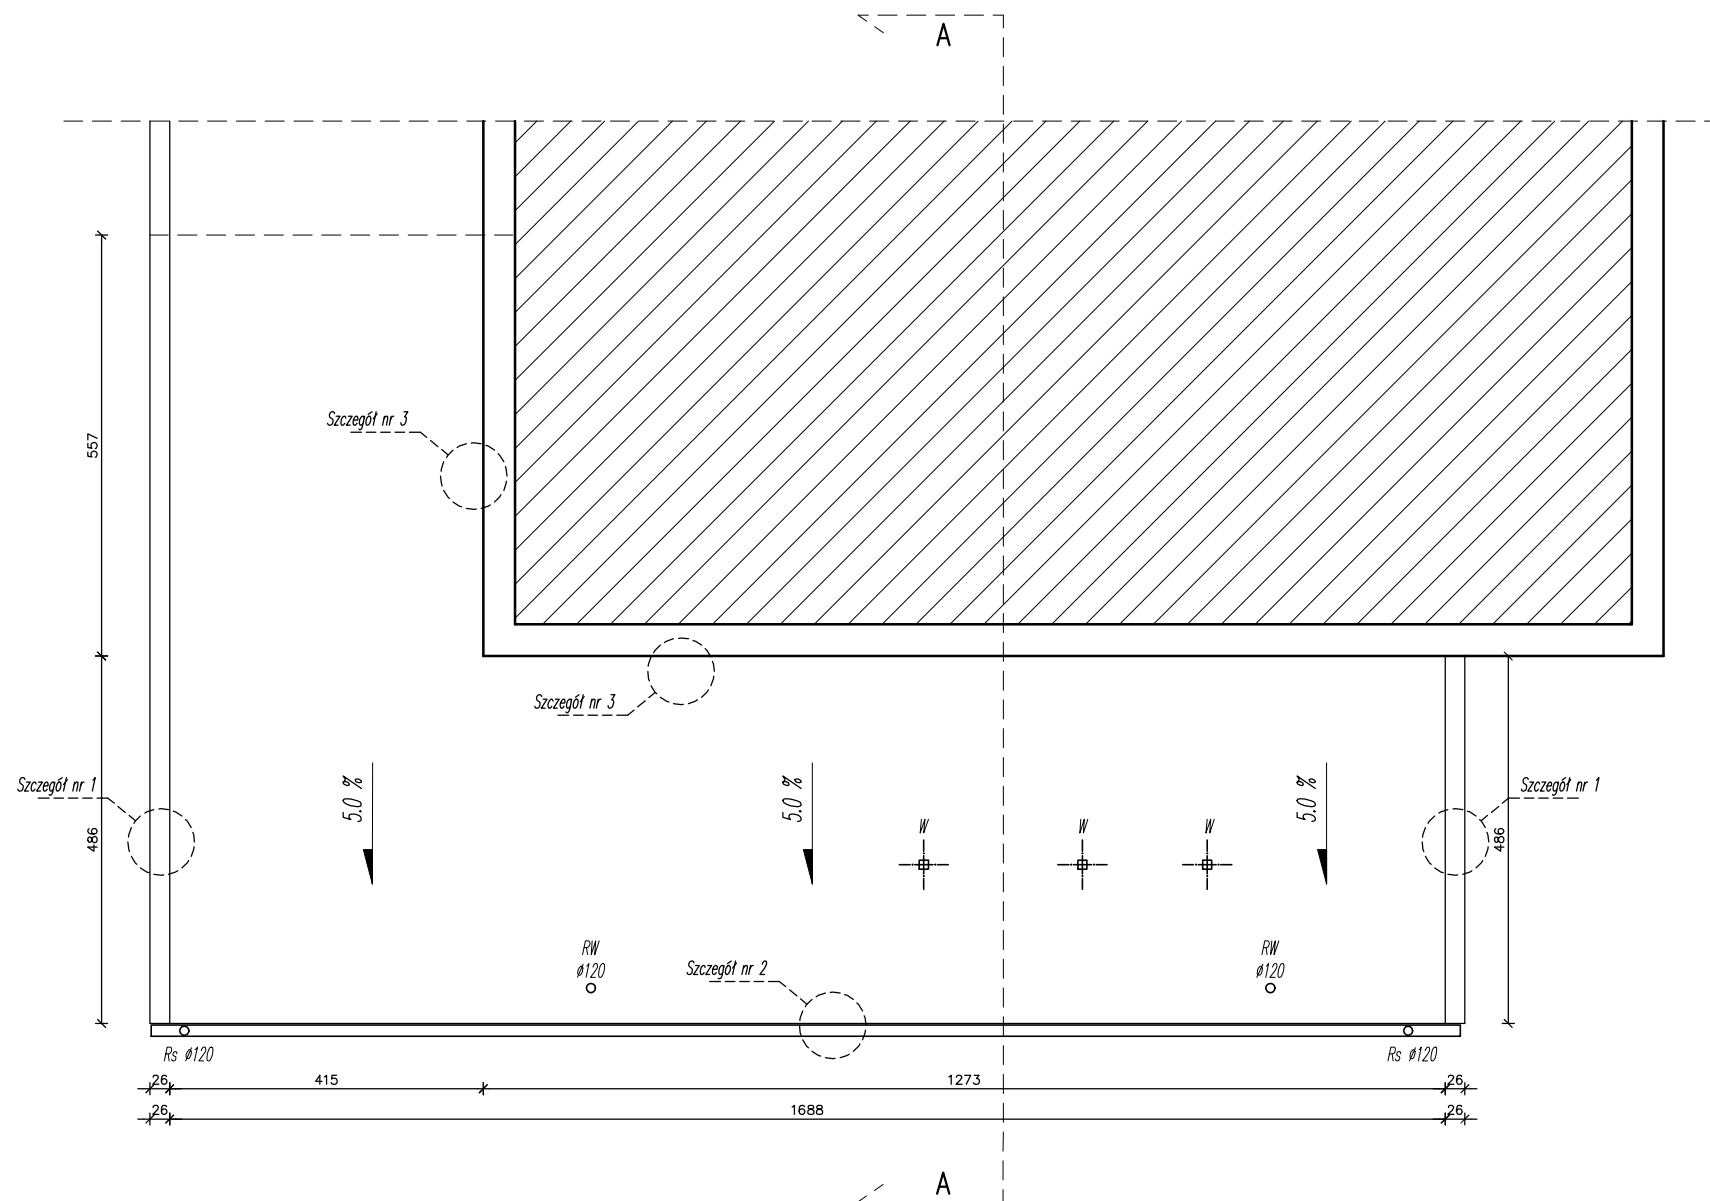 A
Szczegół nr 3
557
Szczegół nr 3
Szczegół nr 1
5.0 %
5.0 %
5.0 %
Szczegół nr 1
W
W
W
486
486
RW
ø120
RW
ø120
Szczegół nr 2
Rs ø120
Rs ø120
26
415
1273
26
26
1688
26
A